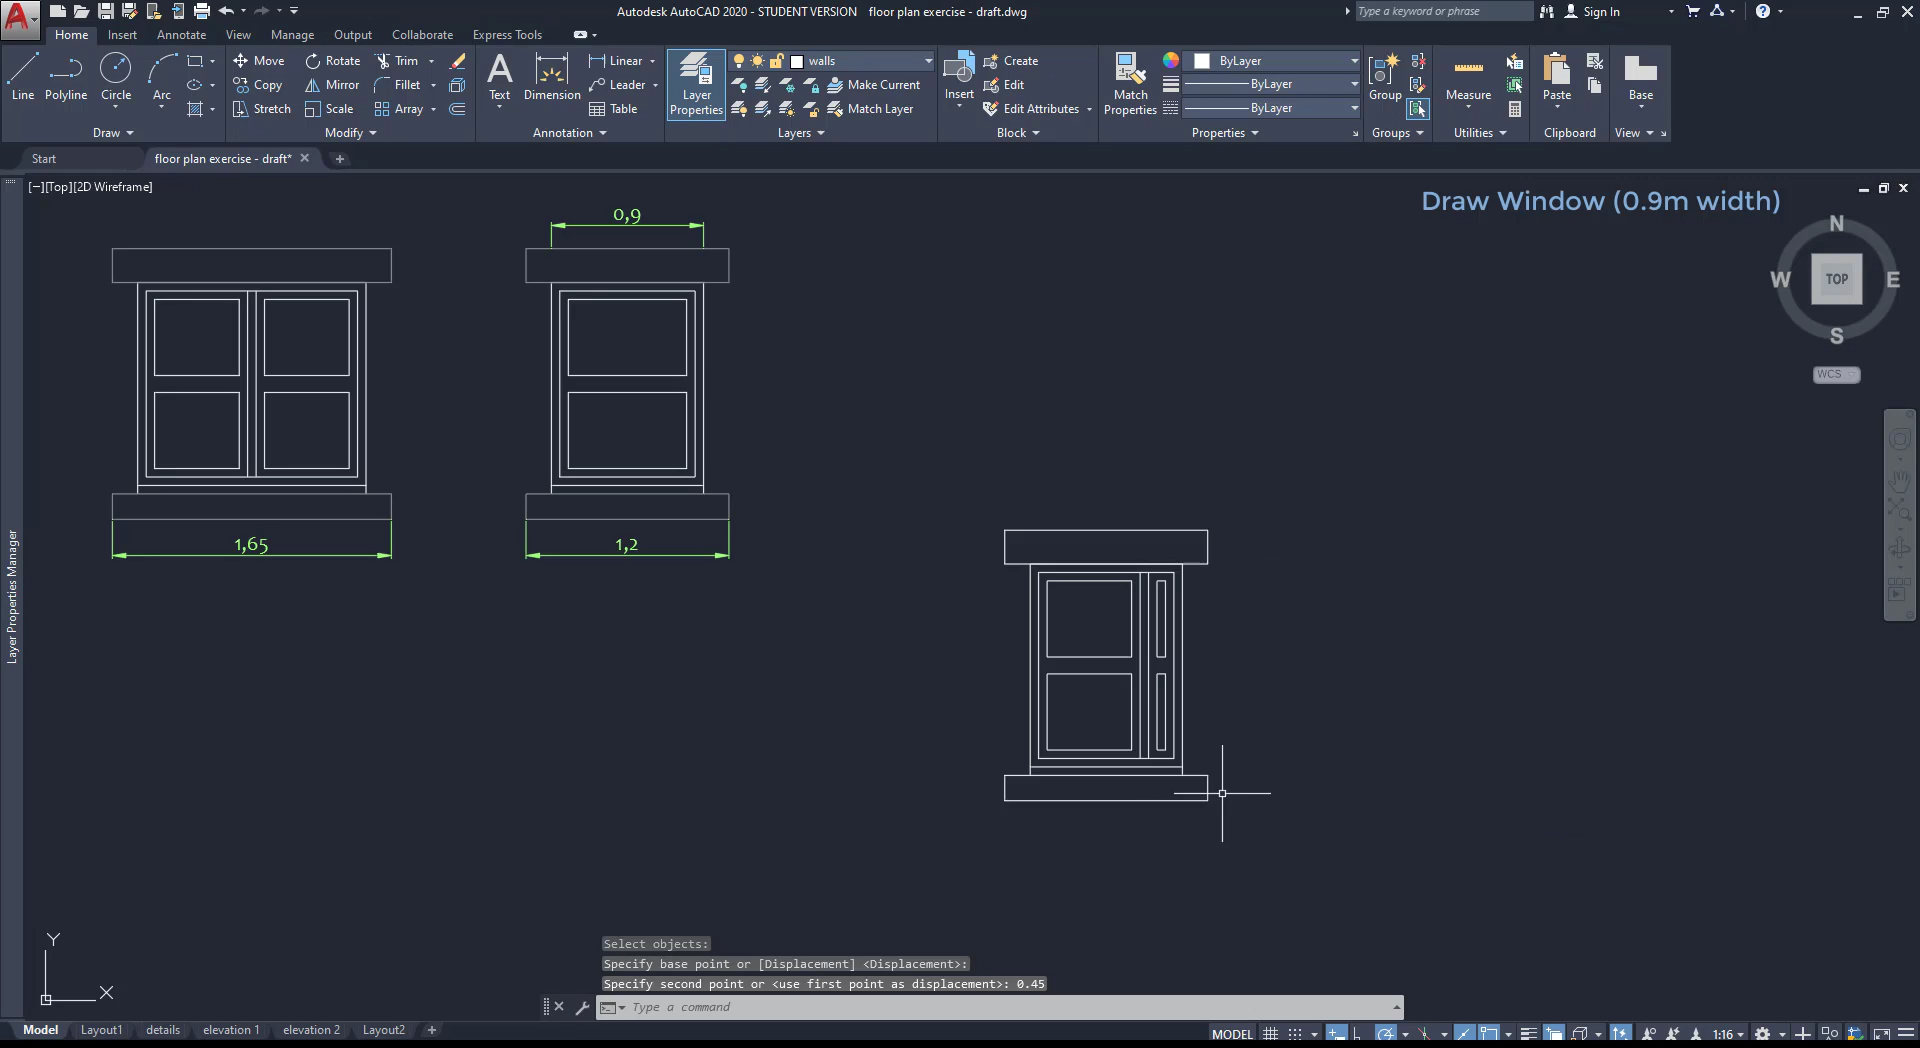 Autodesk AutoCAD 2020 - STUDENT VERSION floor plan exercise - draft.dwg
Type a keyword or phrase
Sign In
Home Insert Annotate View Manage Output Collaborate Express Tools
Line Polyline Circle Arc
Draw
Move Rotate Trim
Copy Mirror Fillet
Stretch Scale Array
Modify
Text Dimension
Linear
Leader
Table
Annotation
Layer Properties
walls
Make Current
Match Layer
Layers
Insert
Create
Edit
Edit Attributes
Block
Match Properties
ByLayer
ByLayer
ByLayer
Properties
Group
Groups
Measure
Utilities
Paste
Clipboard
Base
View
Start
floor plan exercise - draft*
[−][Top][2D Wireframe]
Draw Window (0.9m width)
N
W TOP E
S
WCS
0,9
1,65
1,2
Layer Properties Manager
Y
X
Select objects:
Specify base point or [Displacement] <Displacement>:
Specify second point or <use first point as displacement>: 0.45
Type a command
Model Layout1 details elevation 1 elevation 2 Layout2
MODEL
1:16